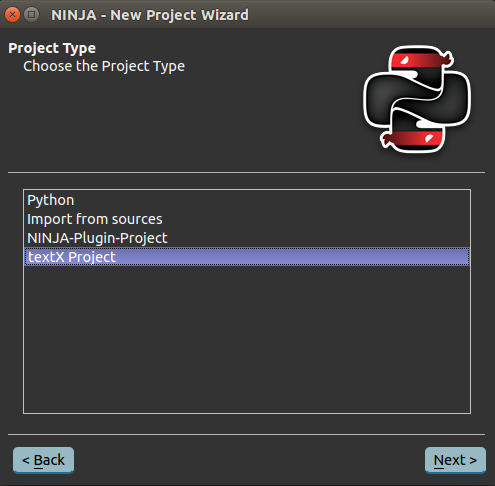 NINJA - New Project Wizard
Project Type
Choose the Project Type
Python
Import from sources
NINJA-Plugin-Project
textX Project
< Back
Next >